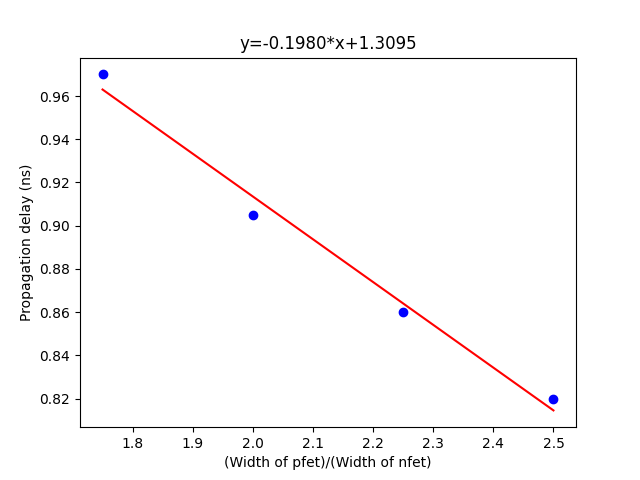 y=-0.1980*x+1.3095
0.96
0.94
0.92
0.90
0.88
0.86
0.84
0.82
Propagation delay (ns)
1.8 1.9 2.0 2.1 2.2 2.3 2.4 2.5
(Width of pfet)/(Width of nfet)